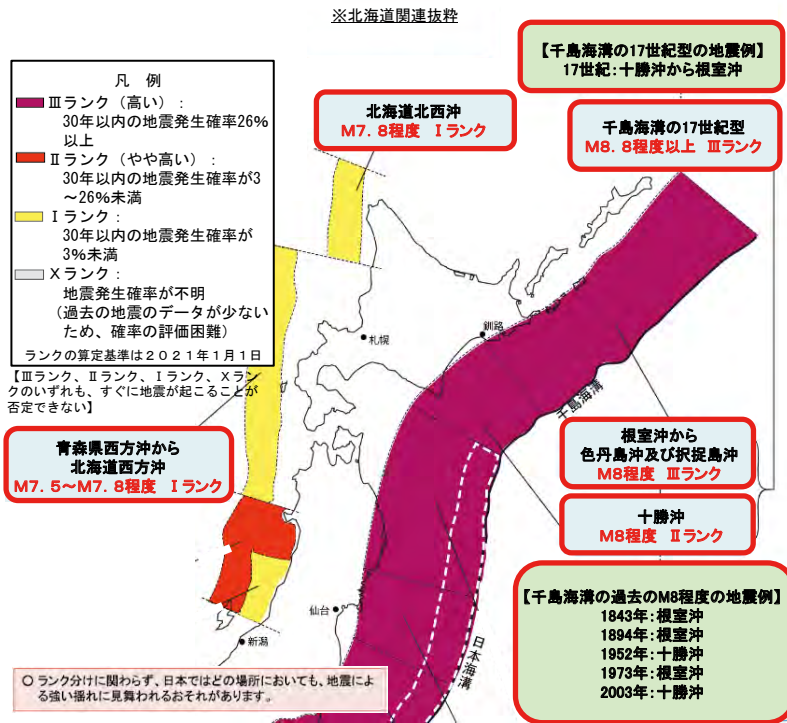 ※北海道関連抜粋
【千島海溝の17世紀型の地震例】
17世紀:十勝沖から根室沖
凡 例
Ⅲランク（高い）:
30年以内の地震発生確率26%
以上
Ⅱランク（やや高い）:
30年以内の地震発生確率が3
～26%未満
Ⅰランク:
30年以内の地震発生確率が
3%未満
Ｘランク:
地震発生確率が不明
（過去の地震のデータが少ない
ため、確率の評価困難）
ランクの算定基準は２０２１年１月１日
【Ⅲランク、Ⅱランク、Ⅰランク、Ｘラン
クのいずれも、すぐに地震が起こることが
否定できない】
北海道北西沖
M7. 8程度 Ⅰランク
千島海溝の17世紀型
M8. 8程度以上 Ⅲランク
札幌
釧路
千島海溝
青森県西方沖から
北海道西方沖
M7. 5～M7. 8程度 Ⅰランク
根室沖から
色丹島沖及び択捉島沖
M8程度 Ⅲランク
十勝沖
M8程度 Ⅱランク
仙台
新潟
日本海溝
【千島海溝の過去のM8程度の地震例】
1843年:根室沖
1894年:根室沖
1952年:十勝沖
1973年:根室沖
2003年:十勝沖
○ ランク分けに関わらず、日本ではどの場所においても、地震によ
る強い揺れに見舞われるおそれがあります。